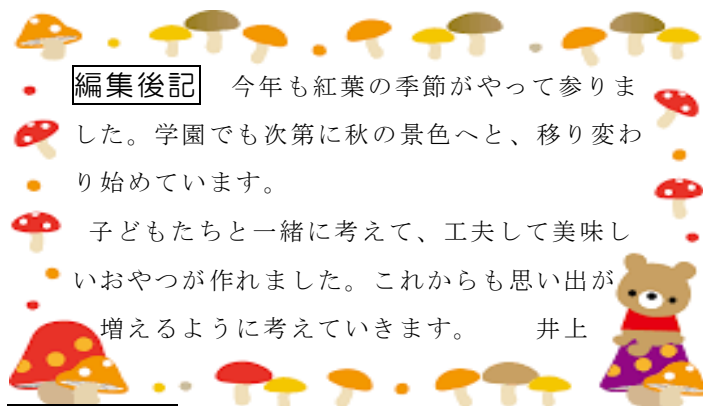 編集後記　今年も紅葉の季節がやって参りま
した。学園でも次第に秋の景色へと、移り変わ
り始めています。
子どもたちと一緒に考えて、工夫して美味し
いおやつが作れました。これからも思い出が
増えるように考えていきます。　　井上